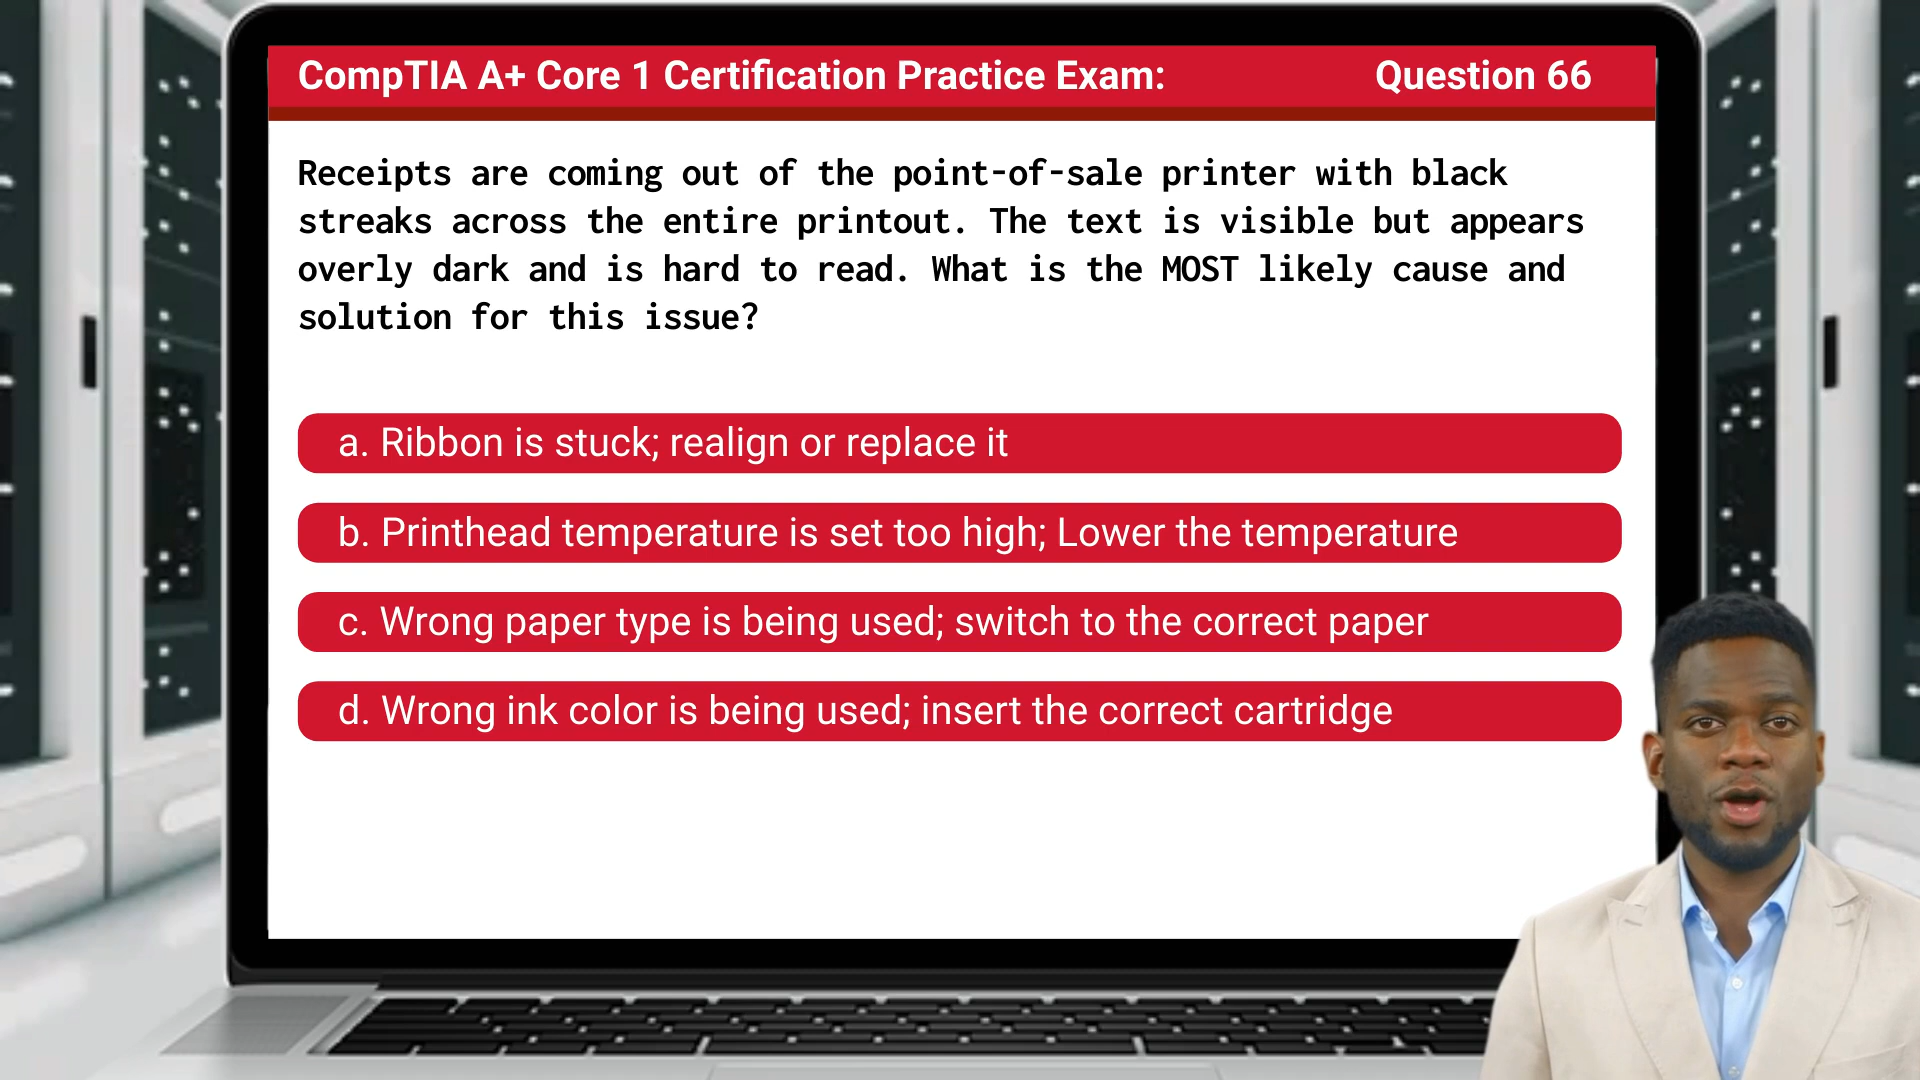 CompTIA A+ Core 1 Certification Practice Exam: Question 66
Receipts are coming out of the point-of-sale printer with black
streaks across the entire printout. The text is visible but appears
overly dark and is hard to read. What is the MOST likely cause and
solution for this issue?
a. Ribbon is stuck; realign or replace it
b. Printhead temperature is set too high; Lower the temperature
c. Wrong paper type is being used; switch to the correct paper
d. Wrong ink color is being used; insert the correct cartridge